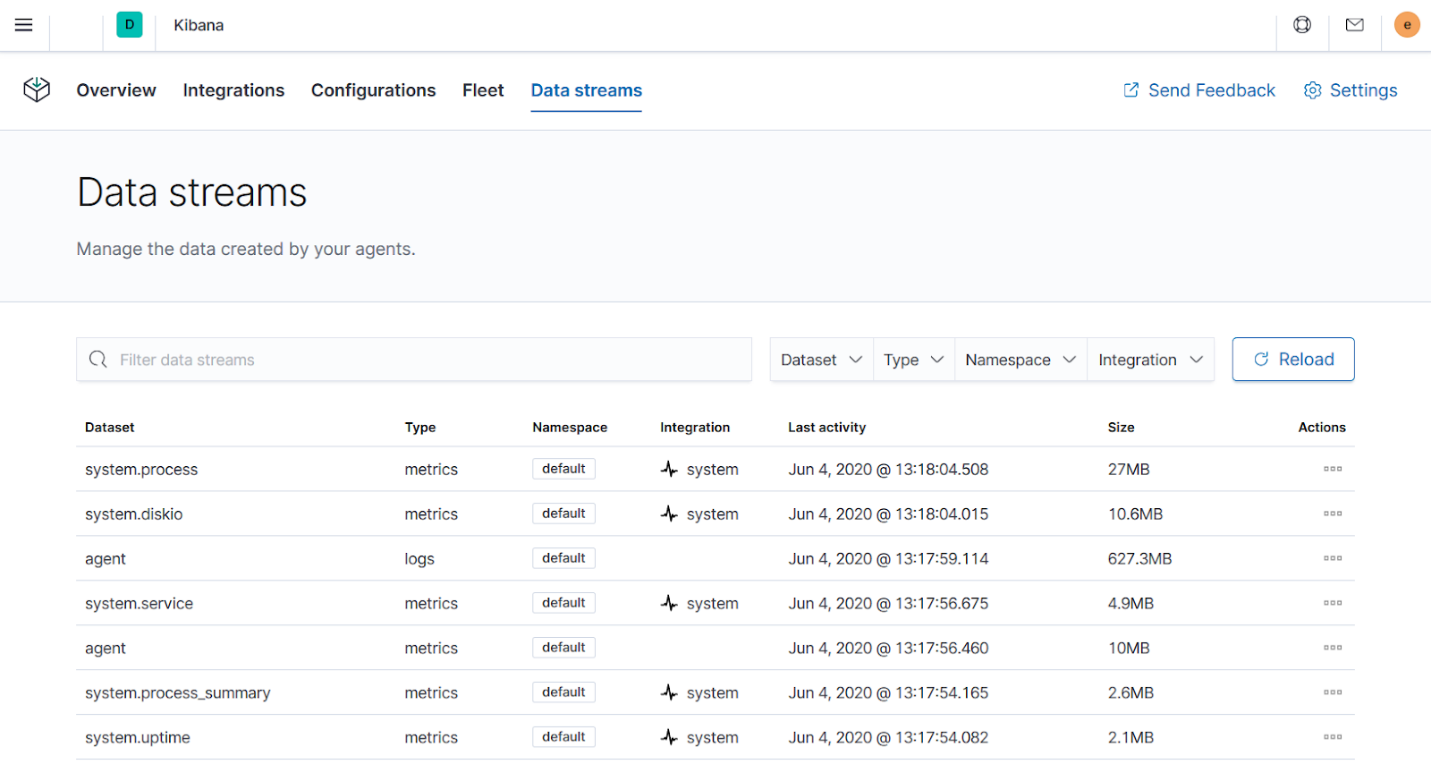 D Kibana e
Overview Integrations Configurations Fleet Data streams Send Feedback Settings
Data streams
Manage the data created by your agents.
Filter data streams Dataset Type Namespace Integration Reload
Dataset Type Namespace Integration Last activity Size Actions
system.process metrics default system Jun 4, 2020 @ 13:18:04.508 27MB
system.diskio metrics default system Jun 4, 2020 @ 13:18:04.015 10.6MB
agent logs default Jun 4, 2020 @ 13:17:59.114 627.3MB
system.service metrics default system Jun 4, 2020 @ 13:17:56.675 4.9MB
agent metrics default Jun 4, 2020 @ 13:17:56.460 10MB
system.process_summary metrics default system Jun 4, 2020 @ 13:17:54.165 2.6MB
system.uptime metrics default system Jun 4, 2020 @ 13:17:54.082 2.1MB